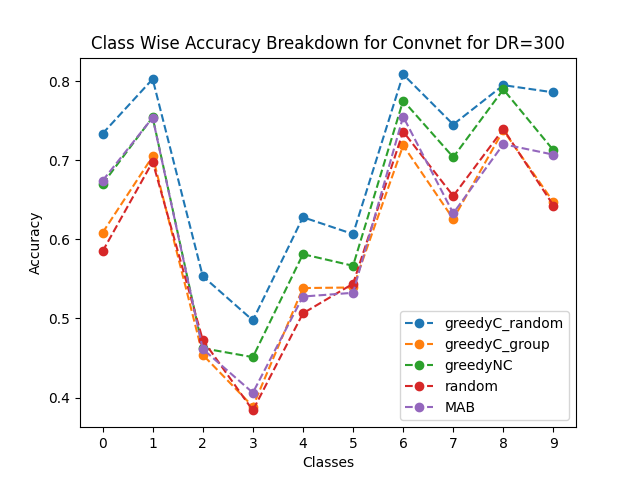 Class Wise Accuracy Breakdown for Convnet for DR=300
0.8
0.7
0.6
0.5
0.4
Accuracy
greedyC_random
greedyC_group
greedyNC
random
MAB
0 1 2 3 4 5 6 7 8 9
Classes